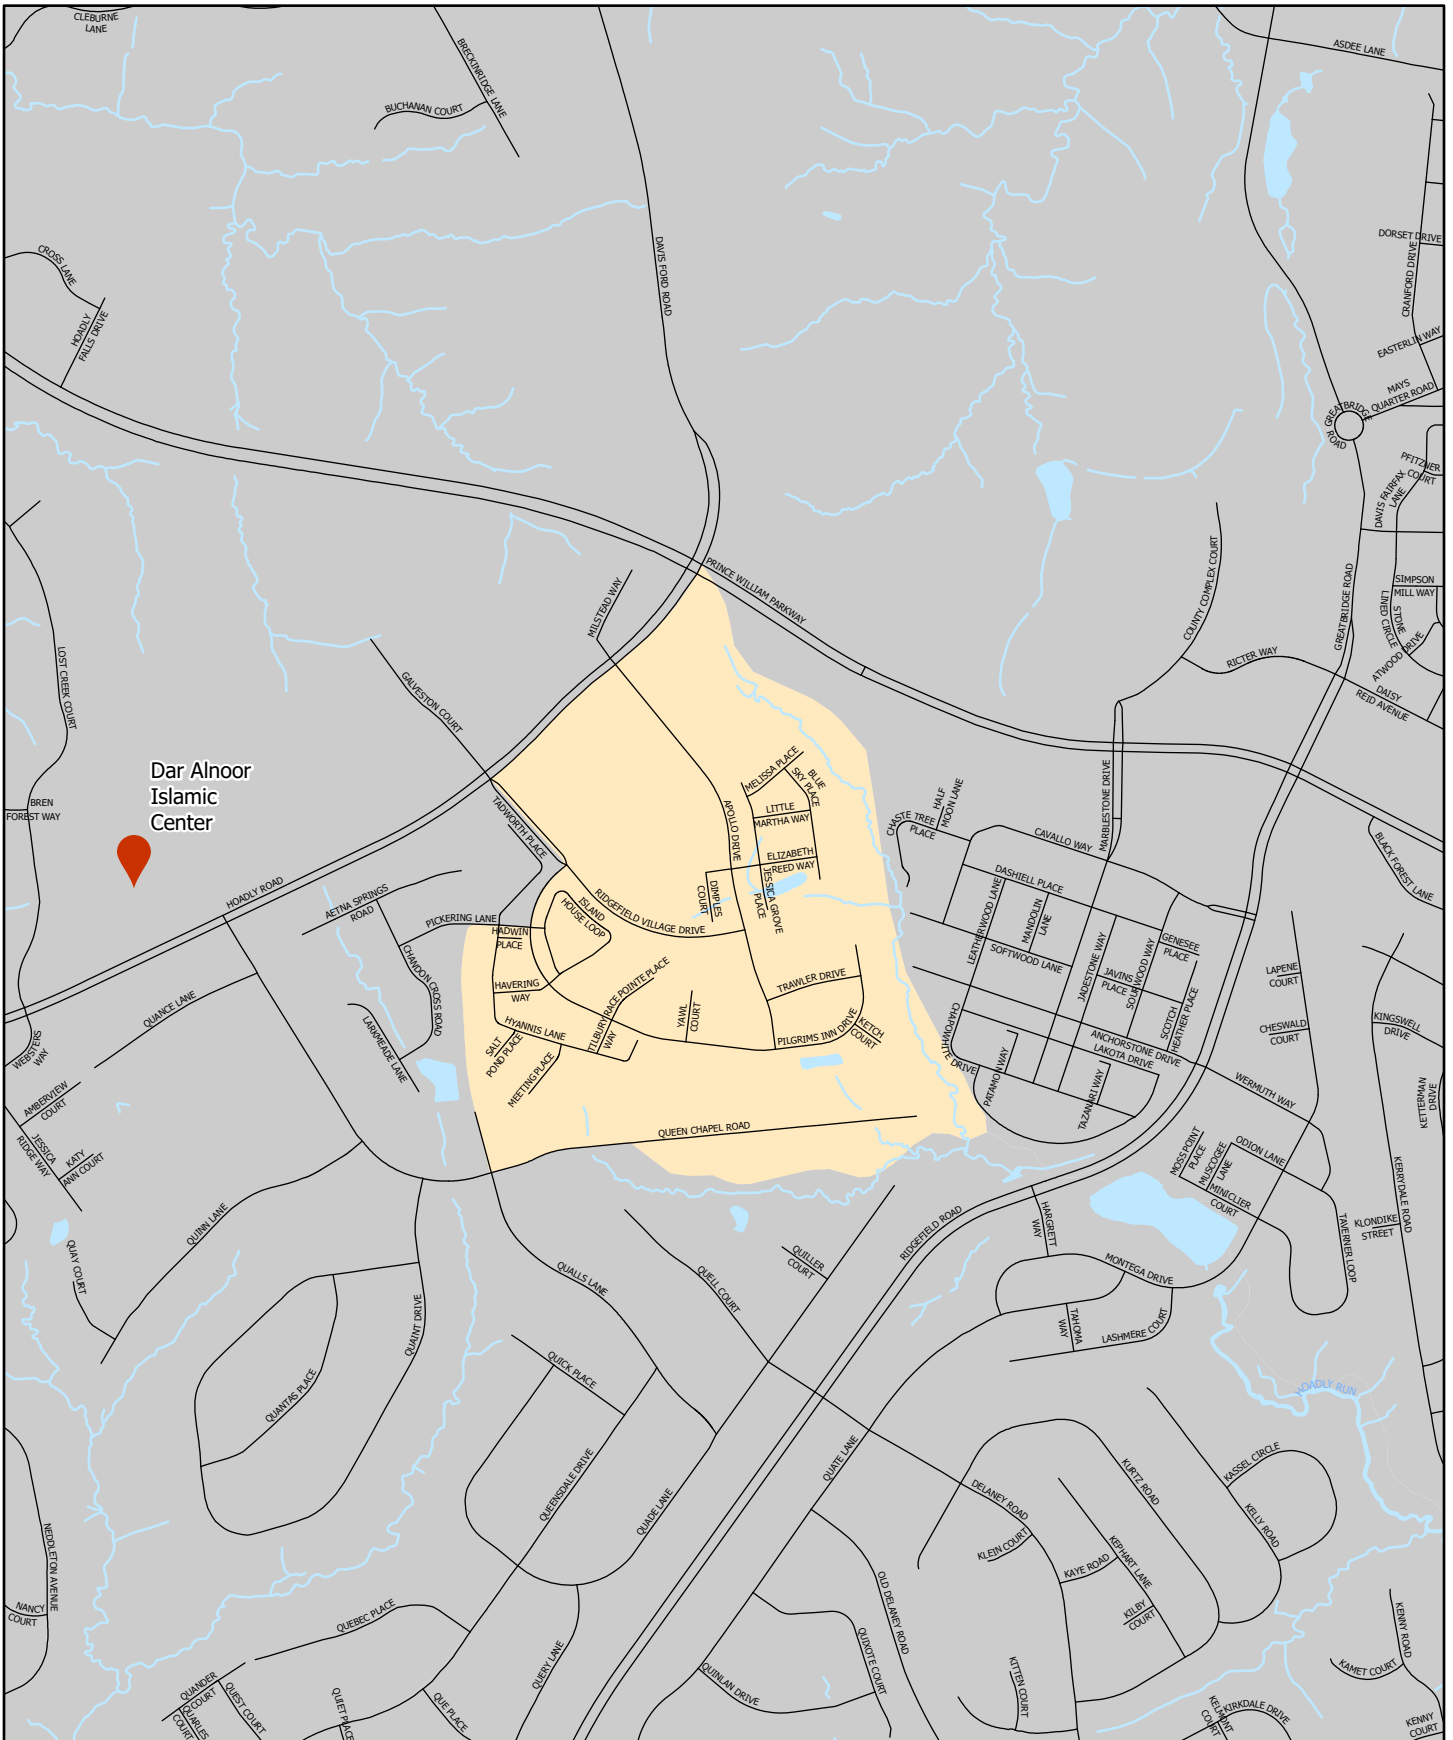 CLEBURNE
LANE
BRECKINRIDGE LANE
BUCHANAN COURT
ASDEE LANE
DORSET DRIVE
CRANFORD DRIVE
EASTERLIN WAY
MAYS
QUARTER ROAD
GREATBRIDGE
ROAD
PFITZNER
COURT
DAVIS FAIRFAX
LANE
CROSS LANE
HOADLY
FALLS DRIVE
DAVIS FORD ROAD
PRINCE WILLIAM PARKWAY
MILSTEAD WAY
COUNTY COMPLEX COURT
GREATBRIDGE ROAD
SIMPSON
MILL WAY
STONE
LINED CIRCLE
ATWOOD DRIVE
RICTER WAY
DAISY
REID AVENUE
LOST CREEK COURT
GALVESTON COURT
Dar Alnoor
Islamic
Center
BREN
FOREST WAY
TADWORTH PLACE
APOLLO DRIVE
MELISSA PLACE
BLUE
SKY PLACE
LITTLE
MARTHA WAY
ELIZABETH
REED WAY
JESSICA GROVE
PLACE
DIMPLES
COURT
CHASTE TREE
PLACE
HALF
MOON LANE
CAVALLO WAY
MARBLESTONE DRIVE
BLACK FOREST LANE
DASHIELL PLACE
LEATHERWOOD LANE
MANDOLIN
LANE
SOFTWOOD LANE
JADESTONE WAY
JAVINS
PLACE
SOURWOOD WAY
GENESEE
PLACE
SCOTCH
HEATHER PLACE
ANCHORSTONE DRIVE
LAKOTA DRIVE
CHAPOWHITE DRIVE
PATAMON WAY
TAZANARI WAY
LAPENE
COURT
CHESWALD
COURT
KINGSWELL
DRIVE
KETTERMAN
DRIVE
WERMUTH WAY
HOADLY ROAD
AETNA SPRINGS
ROAD
PICKERING LANE
HADWIN
PLACE
ISLAND
HOUSE LOOP
RIDGEFIELD VILLAGE DRIVE
CHANDON CROSS ROAD
LARKMEADE LANE
QUANCE LANE
HAVERING
WAY
HYANNIS LANE
SALT
POND PLACE
MEETING PLACE
TILBURY
WAY
RACE POINTE PLACE
YAWL
COURT
TRAWLER DRIVE
PILGRIMS INN DRIVE
KETCH
COURT
QUEEN CHAPEL ROAD
WEBSTERS
WAY
AMBERVIEW
COURT
JESSICA
RIDGE WAY
KATY
ANN COURT
QUINN LANE
QUAY COURT
QUANTAS PLACE
QUAINT DRIVE
QUALLS LANE
QUELL COURT
QUILLER
COURT
RIDGEFIELD ROAD
HARGRETT
WAY
MONTEGA DRIVE
TAHOMA
WAY
LASHMERE COURT
MOSS POINT
PLACE
MUSCOGEE
LANE
ODION LANE
MINICLIER
COURT
TAVERNER LOOP
KLONDIKE
STREET
KERRYDALE ROAD
QUICK PLACE
QUEENSDALE DRIVE
QUADE LANE
QUATE LANE
DELANEY ROAD
KLEIN COURT
KURTZ ROAD
KASSEL CIRCLE
KELLY ROAD
KEPHART LANE
KAYE ROAD
KILBY
COURT
NEDDLETON AVENUE
NANCY
COURT
QUEBEC PLACE
QUANDER
COURT
QUARLES
COURT
QUEST COURT
QUIET PLACE
QUE PLACE
QUERY LANE
QUINLAN DRIVE
QUIXOTE COURT
OLD DELANEY ROAD
KITTEN COURT
KELMONT
COURT
KIRKDALE DRIVE
KAMET COURT
KENNY ROAD
KENNY
COURT